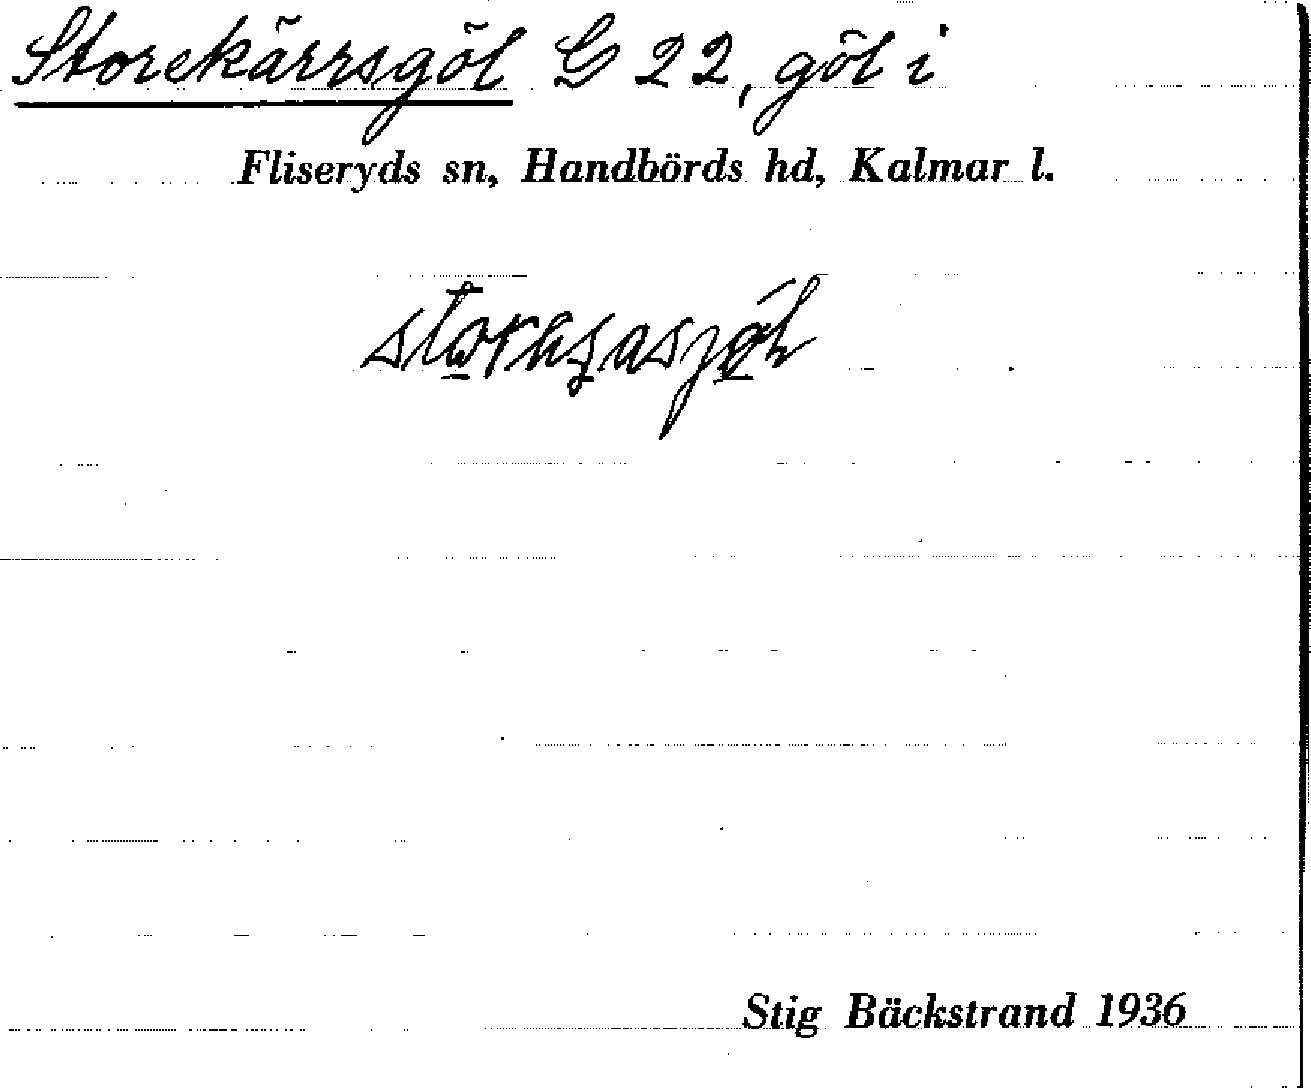 Storekärrsgöl G 22, göl i
Fliseryds sn, Handbörds hd, Kalmar l.
Stig Bäckstrand 1936